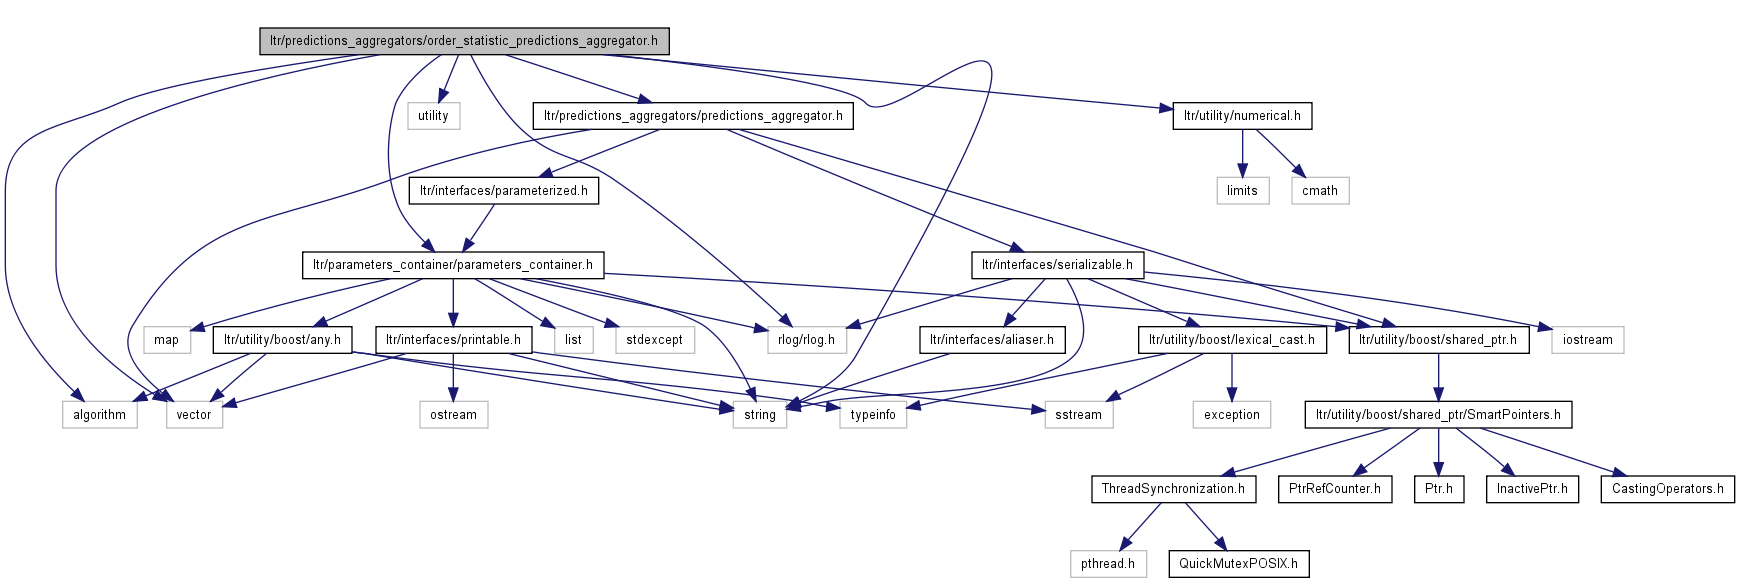 ltr/predictions_aggregators/order_statistic_predictions_aggregator.h
utility
ltr/predictions_aggregators/predictions_aggregator.h
ltr/utility/numerical.h
ltr/interfaces/parameterized.h
limits
cmath
ltr/parameters_container/parameters_container.h
ltr/interfaces/serializable.h
map
ltr/utility/boost/any.h
ltr/interfaces/printable.h
list
stdexcept
rlog/rlog.h
ltr/interfaces/aliaser.h
ltr/utility/boost/lexical_cast.h
ltr/utility/boost/shared_ptr.h
iostream
algorithm
vector
ostream
string
typeinfo
sstream
exception
ltr/utility/boost/shared_ptr/SmartPointers.h
ThreadSynchronization.h
PtrRefCounter.h
Ptr.h
InactivePtr.h
CastingOperators.h
pthread.h
QuickMutexPOSIX.h